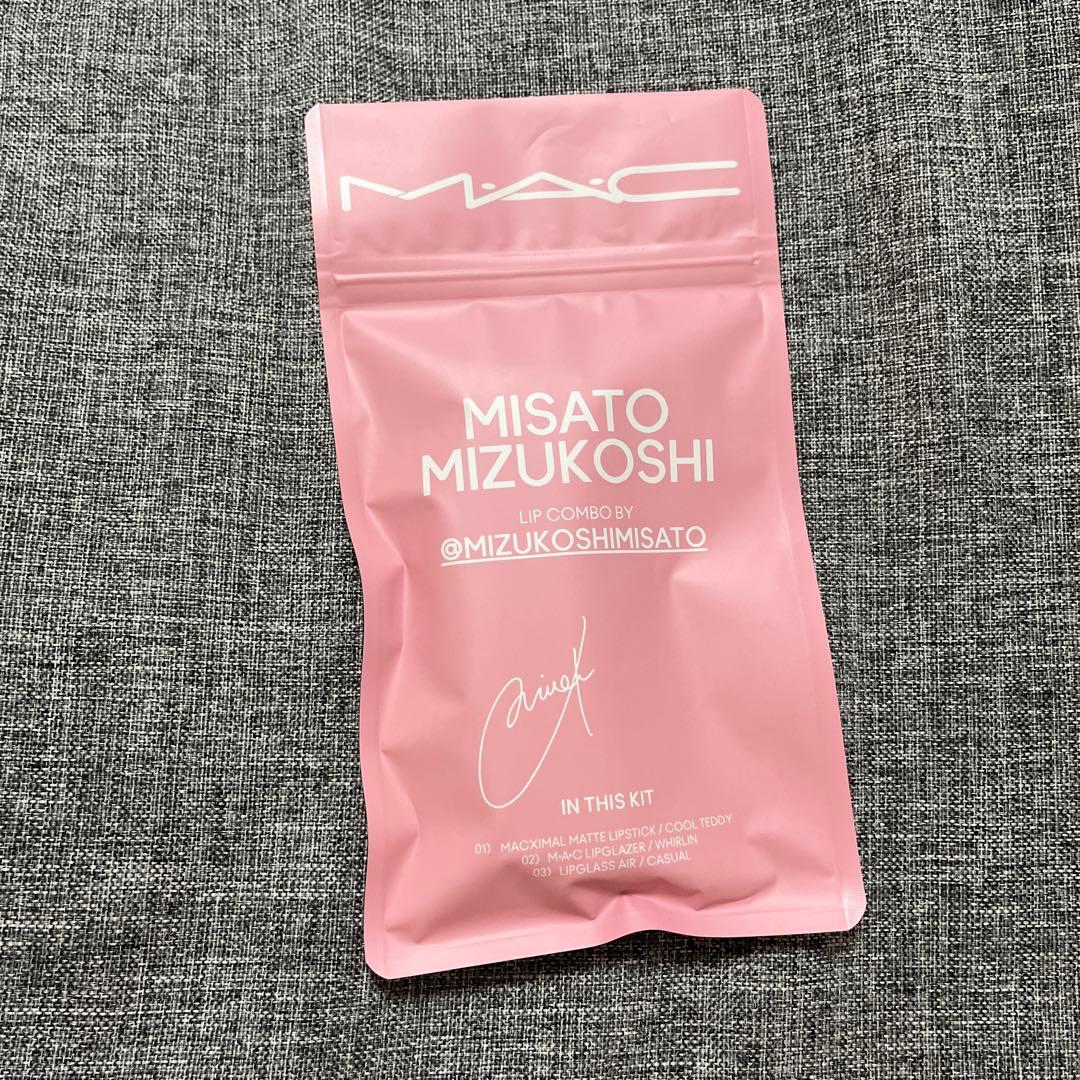 M·A·C
MISATO
MIZUKOSHI
LIP COMBO BY
@MIZUKOSHIMISATO
IN THIS KIT
01) MACXIMAL MATTE LIPSTICK / COOL TEDDY
02) M·A·C LIPGLAZER / WHIRLIN
03) LIPGLASS AIR / CASUAL